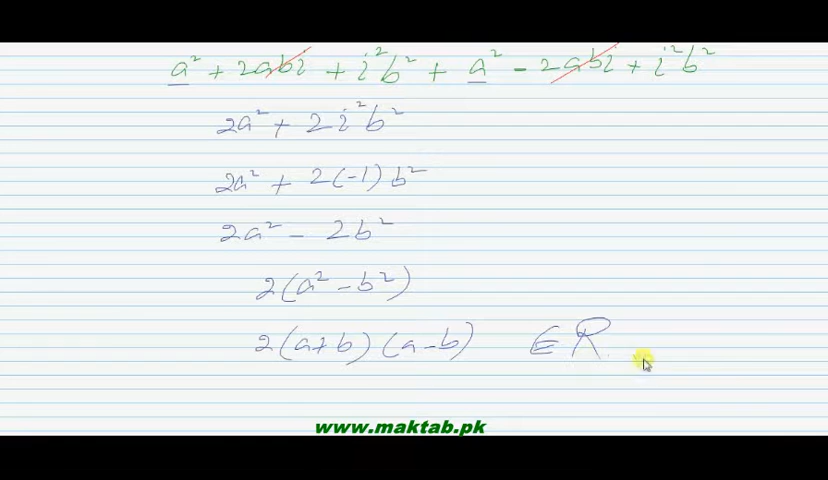 a² + 2abi + i²b² + a² - 2abi + i²b²
2a² + 2i²b²
2a² + 2(-1)b²
2a² - 2b²
2(a² - b²)
2(a+b)(a-b) ∈ R
www.maktab.pk